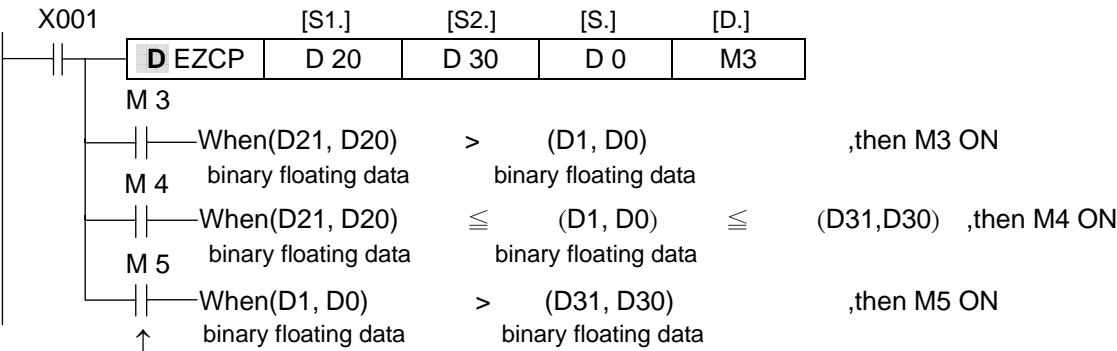 X001 [S1.] [S2.] [S.] [D.]
D EZCP D 20 D 30 D 0 M3
M 3
When(D21, D20) > (D1, D0) ,then M3 ON
binary floating data binary floating data
M 4
When(D21, D20) ≦ (D1, D0) ≦ (D31,D30) ,then M4 ON
binary floating data binary floating data
M 5
When(D1, D0) > (D31, D30) ,then M5 ON
binary floating data binary floating data